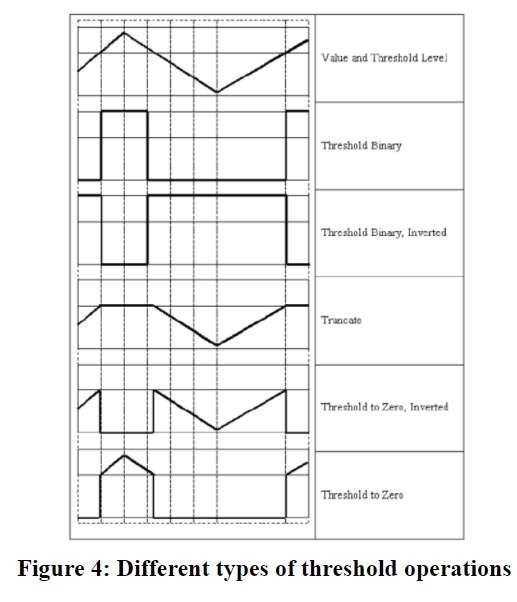 Value and Threshold Level
Threshold Binary
Threshold Binary, Inverted
Truncate
Threshold to Zero, Inverted
Threshold to Zero
Figure 4: Different types of threshold operations